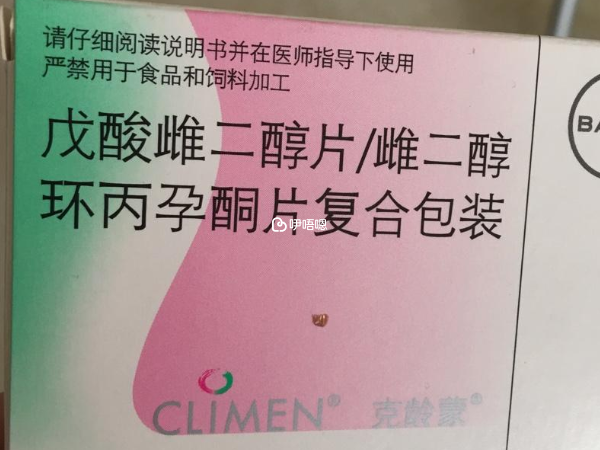 请仔细阅读说明书并在医师指导下使用
严禁用于食品和饲料加工
戊酸雌二醇片/雌二醇
环丙孕酮片复合包装
咿唔嗯
CLIMEN® 克龄蒙®
BA